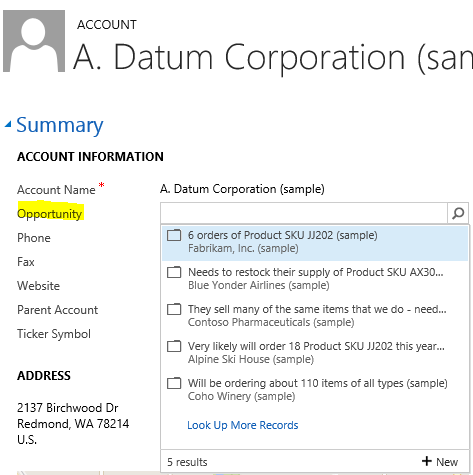 ACCOUNT
A. Datum Corporation (sam
Summary
ACCOUNT INFORMATION
Account Name * A. Datum Corporation (sample)
Opportunity
Phone
Fax
Website
Parent Account
Ticker Symbol
6 orders of Product SKU JJ202 (sample)
Fabrikam, Inc. (sample)
Needs to restock their supply of Product SKU AX30...
Blue Yonder Airlines (sample)
They sell many of the same items that we do - need...
Contoso Pharmaceuticals (sample)
Very likely will order 18 Product SKU JJ202 this year...
Alpine Ski House (sample)
Will be ordering about 110 items of all types (sample)
Coho Winery (sample)
Look Up More Records
5 results + New
ADDRESS
2137 Birchwood Dr
Redmond, WA 78214
U.S.